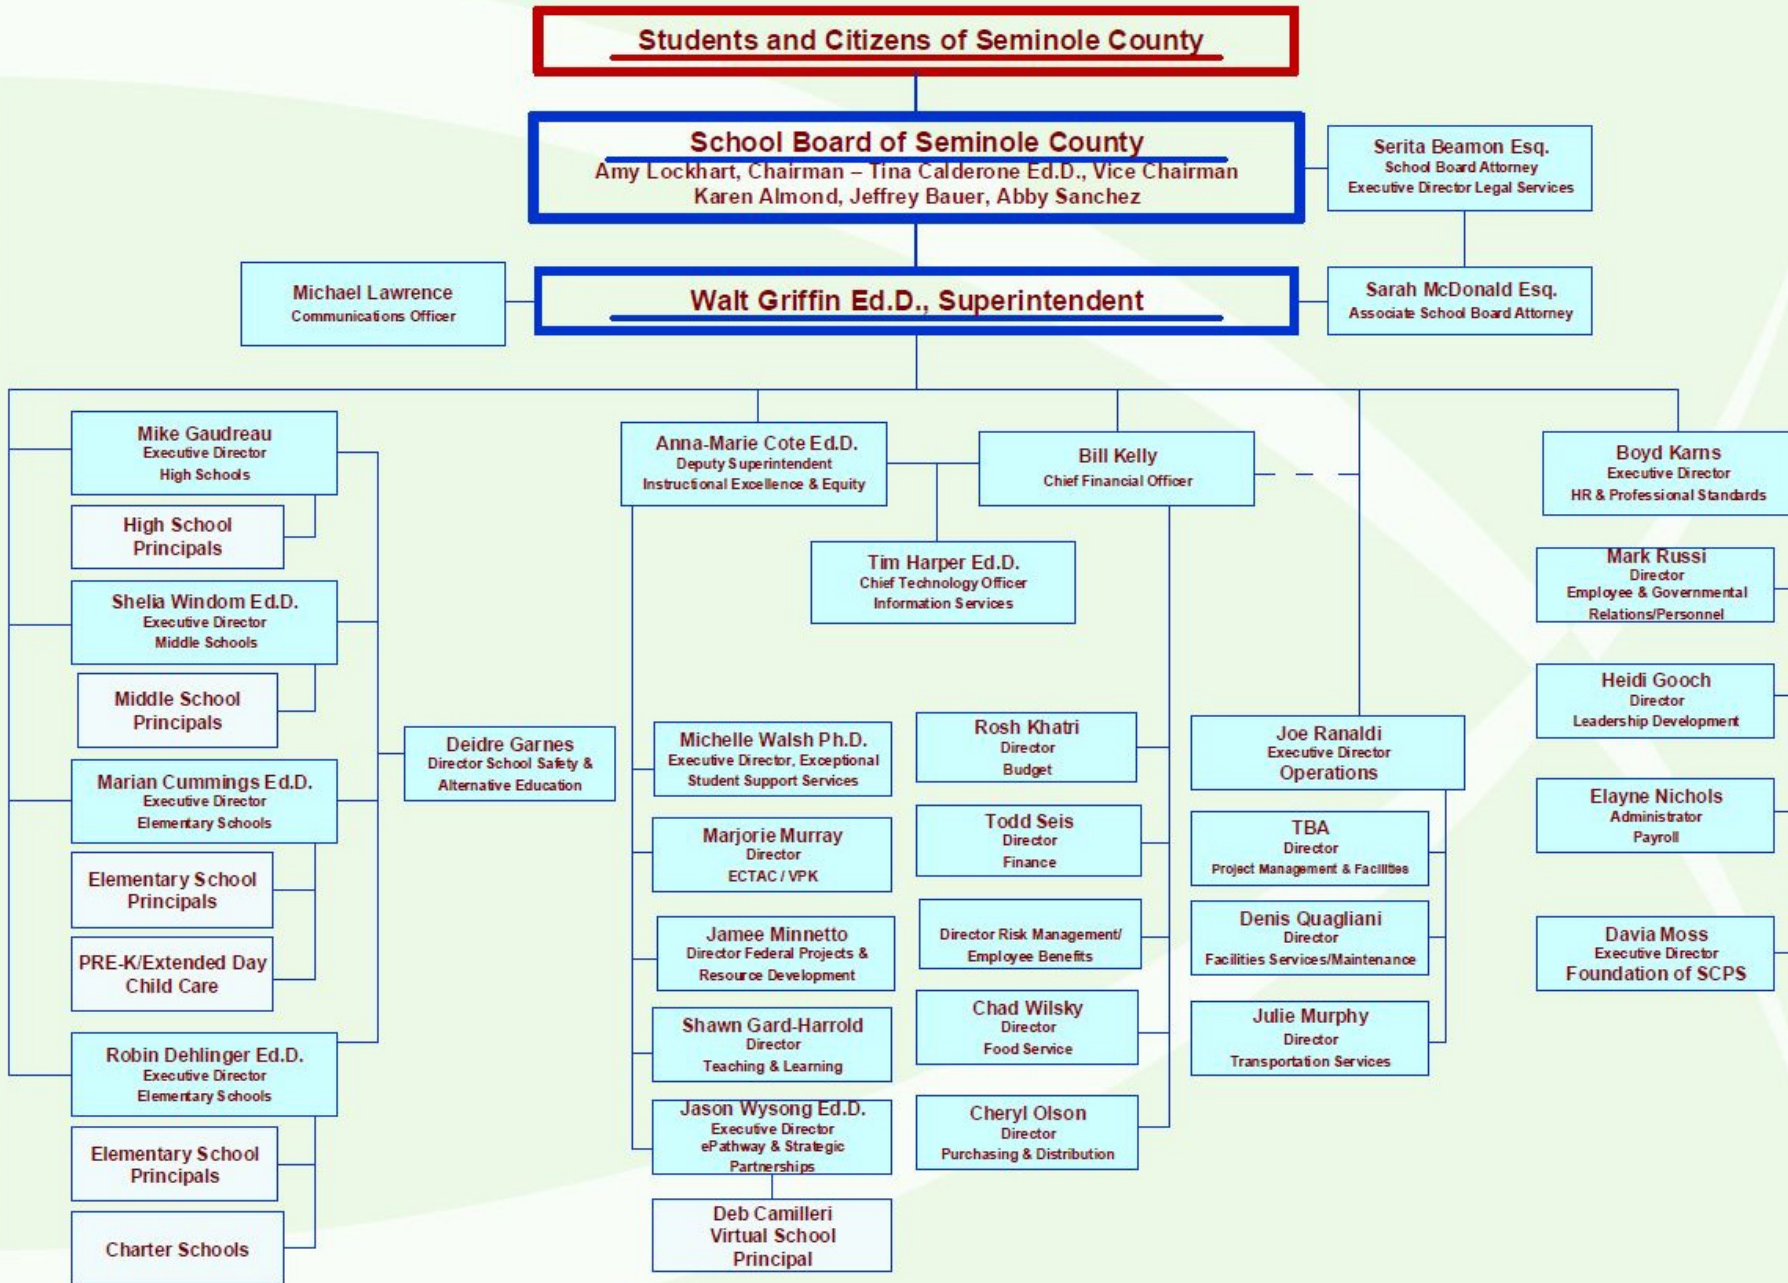 Students and Citizens of Seminole County
School Board of Seminole County
Amy Lockhart, Chairman – Tina Calderone Ed.D., Vice Chairman
Karen Almond, Jeffrey Bauer, Abby Sanchez
Serita Beamon Esq.
School Board Attorney
Executive Director Legal Services
Michael Lawrence
Communications Officer
Walt Griffin Ed.D., Superintendent
Sarah McDonald Esq.
Associate School Board Attorney
Mike Gaudreau
Executive Director
High Schools
High School
Principals
Shelia Windom Ed.D.
Executive Director
Middle Schools
Middle School
Principals
Marian Cummings Ed.D.
Executive Director
Elementary Schools
Elementary School
Principals
PRE-K/Extended Day
Child Care
Robin Dehlinger Ed.D.
Executive Director
Elementary Schools
Elementary School
Principals
Charter Schools
Deidre Garnes
Director School Safety &
Alternative Education
Anna-Marie Cote Ed.D.
Deputy Superintendent
Instructional Excellence & Equity
Bill Kelly
Chief Financial Officer
Tim Harper Ed.D.
Chief Technology Officer
Information Services
Michelle Walsh Ph.D.
Executive Director, Exceptional
Student Support Services
Marjorie Murray
Director
ECTAC / VPK
Jamee Minnetto
Director Federal Projects &
Resource Development
Shawn Gard-Harrold
Director
Teaching & Learning
Jason Wysong Ed.D.
Executive Director
ePathway & Strategic
Partnerships
Deb Camilleri
Virtual School
Principal
Rosh Khatri
Director
Budget
Todd Seis
Director
Finance
Director Risk Management/
Employee Benefits
Chad Wilsky
Director
Food Service
Cheryl Olson
Director
Purchasing & Distribution
Joe Ranaldi
Executive Director
Operations
TBA
Director
Project Management & Facilities
Denis Quagliani
Director
Facilities Services/Maintenance
Julie Murphy
Director
Transportation Services
Boyd Karns
Executive Director
HR & Professional Standards
Mark Russi
Director
Employee & Governmental
Relations/Personnel
Heidi Gooch
Director
Leadership Development
Elayne Nichols
Administrator
Payroll
Davia Moss
Executive Director
Foundation of SCPS